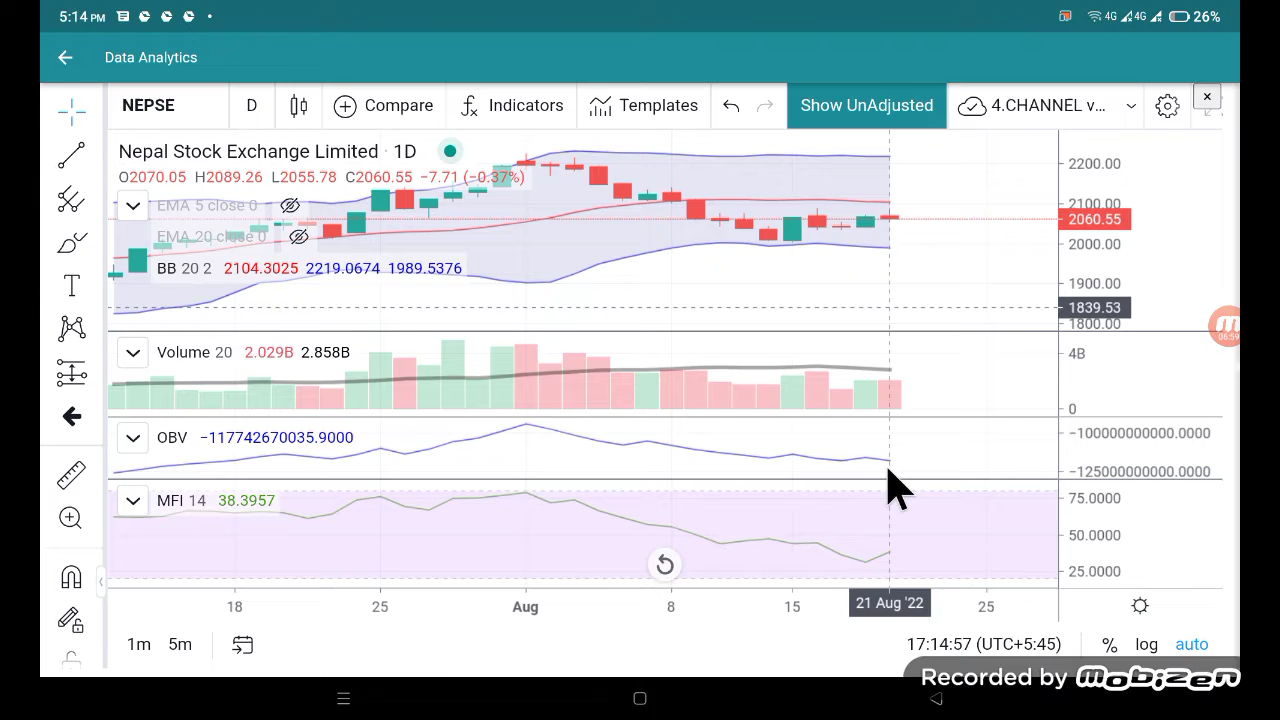 5:14 PM 4G 4G 26%
Data Analytics
NEPSE D Compare Indicators Templates Show UnAdjusted 4.CHANNEL v...
Nepal Stock Exchange Limited · 1D
O2070.05 H2089.26 L2055.78 C2060.55 −7.71 (−0.37%)
EMA 5 close 0
EMA 20 close 0
BB 20 2 2104.3025 2219.0674 1989.5376
2200.00
2100.00
2060.55
2000.00
1900.00
1839.53
1800.00
06:59
Volume 20 2.029B 2.858B
4B
0
OBV −117742670035.9000
−100000000000.0000
−125000000000.0000
MFI 14 38.3957
75.0000
50.0000
25.0000
18 25 Aug 8 15 21 Aug '22 25
1m 5m 17:14:57 (UTC+5:45) % log auto
Recorded by mobizen